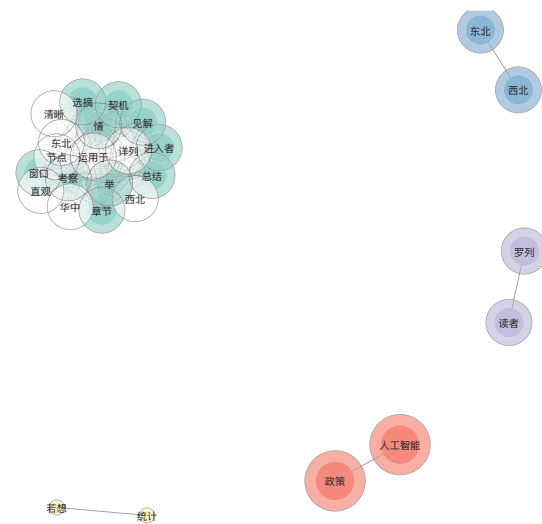 东北
西北
选摘
契机
清晰
情
见解
东北
详列
进入者
节点
运用于
窗口
考察
总结
举
直观
西北
华中
章节
罗列
读者
人工智能
政策
若想
统计